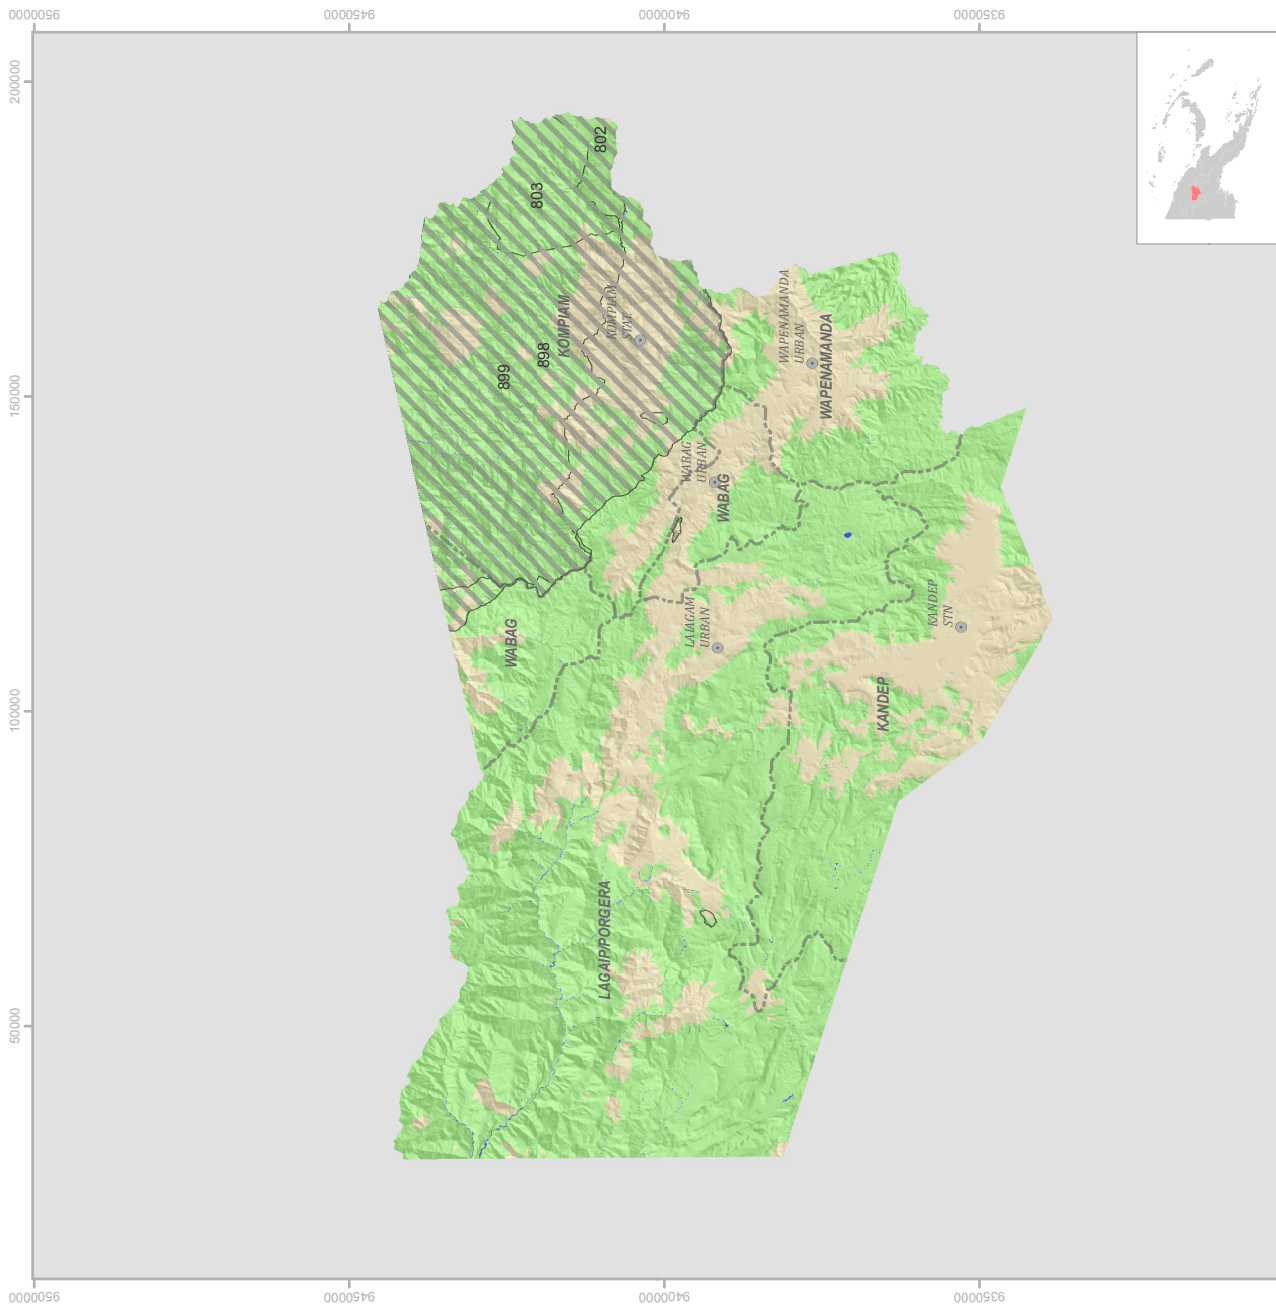 9500000
9450000
9400000
9350000
200000
150000
100000
50000
802
803
KOMPIAM
KOMPIAM
STAT.
898
899
WAPENAMANDA
URBAN
WAPENAMANDA
WABAG
URBAN
WABAG
KANDEP
STN
LAIAGAM
URBAN
WABAG
KANDEP
LAGAIP/PORGERA
9500000
9450000
9400000
9350000